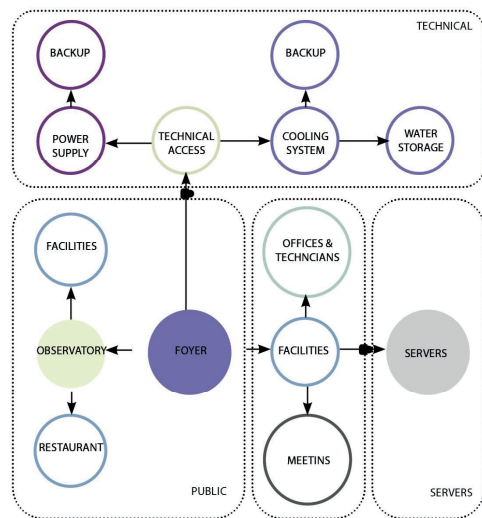 TECHNICAL
BACKUP
BACKUP
POWER
SUPPLY
TECHNICAL
ACCESS
COOLING
SYSTEM
WATER
STORAGE
FACILITIES
OFFICES &
TECHNCIANS
OBSERVATORY
FOYER
FACILITIES
SERVERS
RESTAURANT
MEETINS
PUBLIC
SERVERS